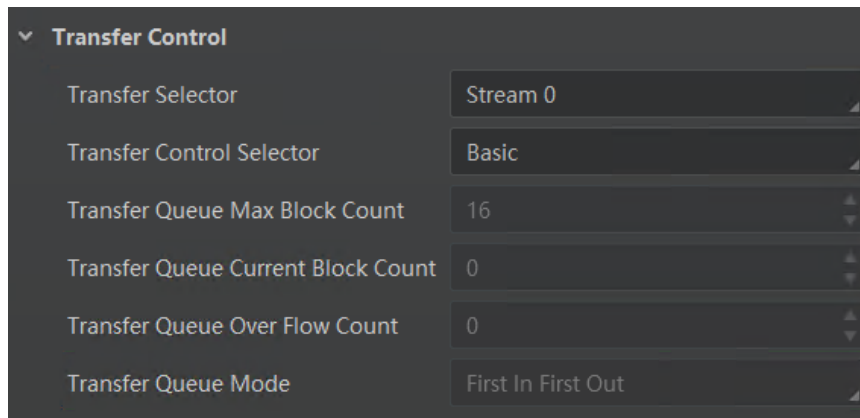 Transfer Control
Transfer Selector Stream 0
Transfer Control Selector Basic
Transfer Queue Max Block Count 16
Transfer Queue Current Block Count 0
Transfer Queue Over Flow Count 0
Transfer Queue Mode First In First Out